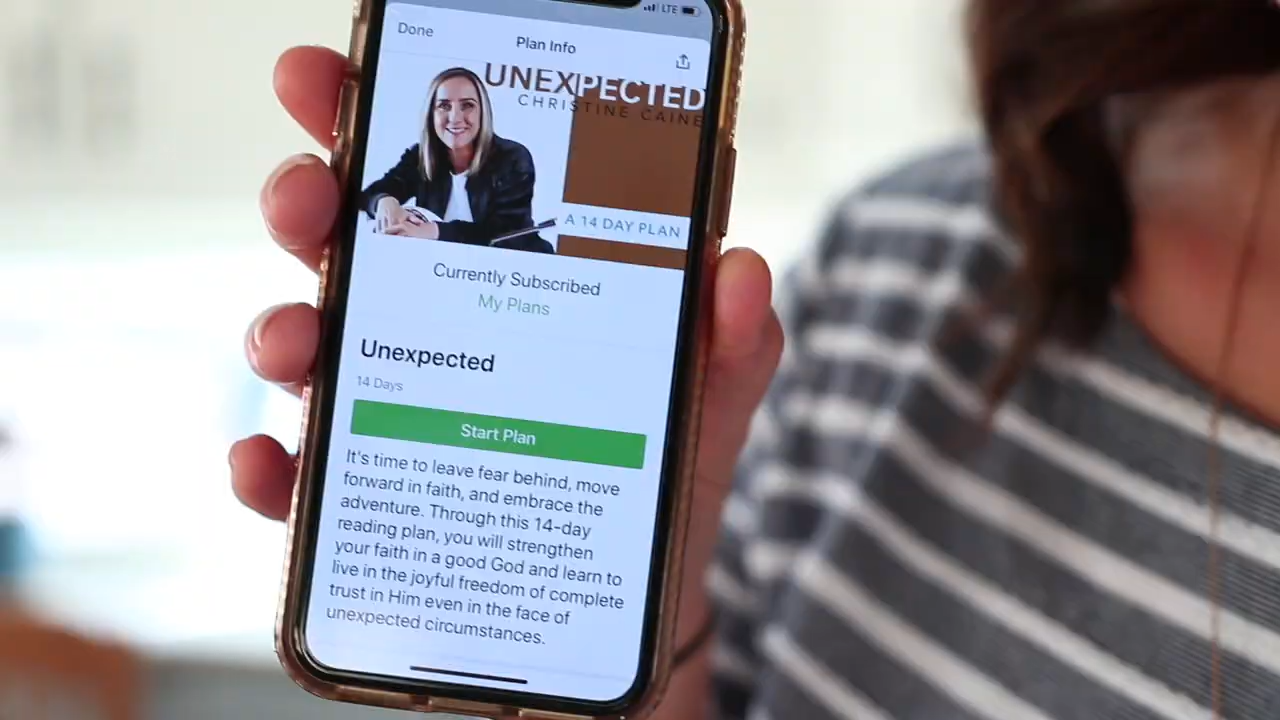 LTE
Done
Plan Info
UNEXPECTED
CHRISTINE CAINE
A 14 DAY PLAN
Currently Subscribed
My Plans
Unexpected
14 Days
Start Plan
It's time to leave fear behind, move
forward in faith, and embrace the
adventure. Through this 14-day
reading plan, you will strengthen
your faith in a good God and learn to
live in the joyful freedom of complete
trust in Him even in the face of
unexpected circumstances.